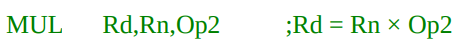 MUL Rd,Rn,Op2 ;Rd = Rn × Op2